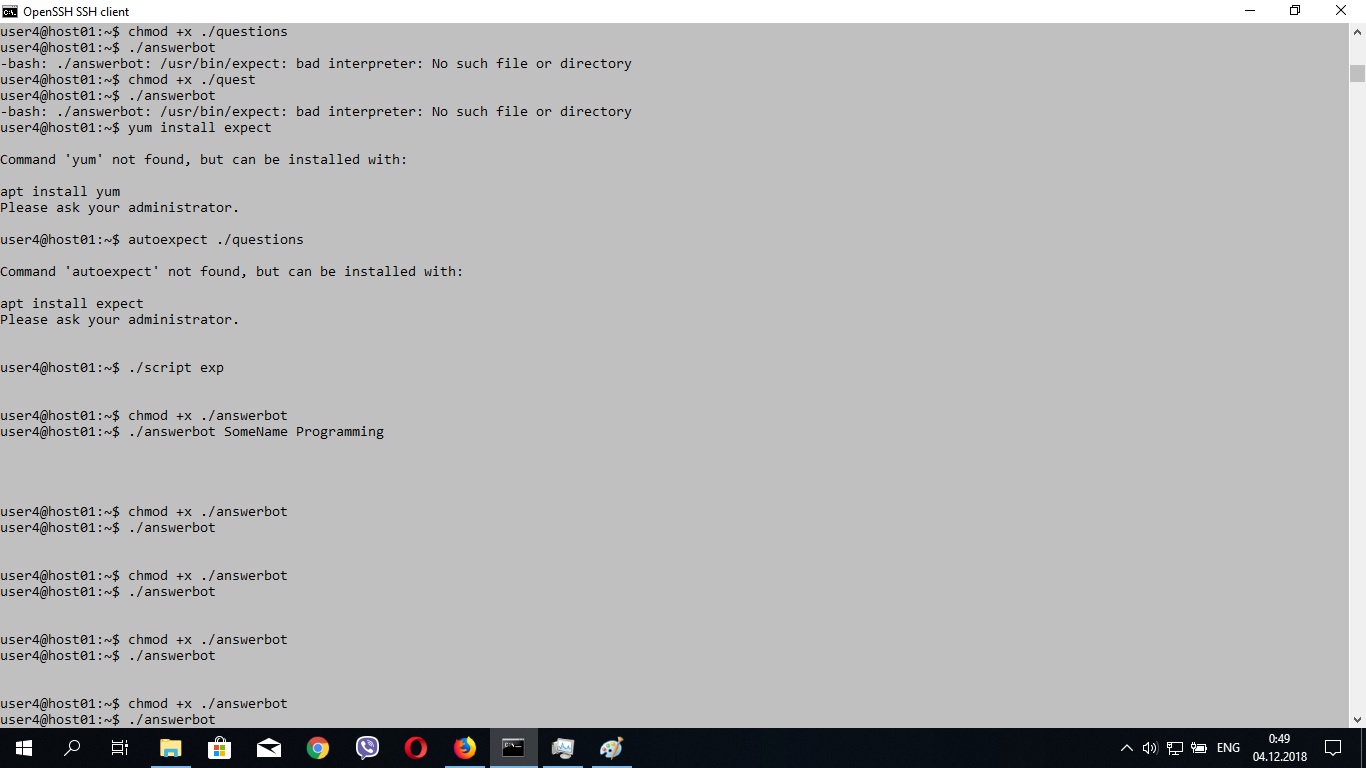 OpenSSH SSH client
user4@host01:~$ chmod +x ./questions
user4@host01:~$ ./answerbot
-bash: ./answerbot: /usr/bin/expect: bad interpreter: No such file or directory
user4@host01:~$ chmod +x ./quest
user4@host01:~$ ./answerbot
-bash: ./answerbot: /usr/bin/expect: bad interpreter: No such file or directory
user4@host01:~$ yum install expect
Command 'yum' not found, but can be installed with:
apt install yum
Please ask your administrator.
user4@host01:~$ autoexpect ./questions
Command 'autoexpect' not found, but can be installed with:
apt install expect
Please ask your administrator.
user4@host01:~$ ./script exp
user4@host01:~$ chmod +x ./answerbot
user4@host01:~$ ./answerbot SomeName Programming
user4@host01:~$ chmod +x ./answerbot
user4@host01:~$ ./answerbot
user4@host01:~$ chmod +x ./answerbot
user4@host01:~$ ./answerbot
user4@host01:~$ chmod +x ./answerbot
user4@host01:~$ ./answerbot
user4@host01:~$ chmod +x ./answerbot
user4@host01:~$ ./answerbot
ENG
0:49
04.12.2018